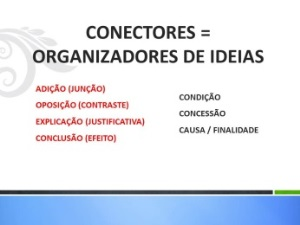 CONECTORES =
ORGANIZADORES DE IDEIAS
ADIÇÃO (JUNÇÃO)
OPOSIÇÃO (CONTRASTE)
EXPLICAÇÃO (JUSTIFICATIVA)
CONCLUSÃO (EFEITO)
CONDIÇÃO
CONCESSÃO
CAUSA / FINALIDADE